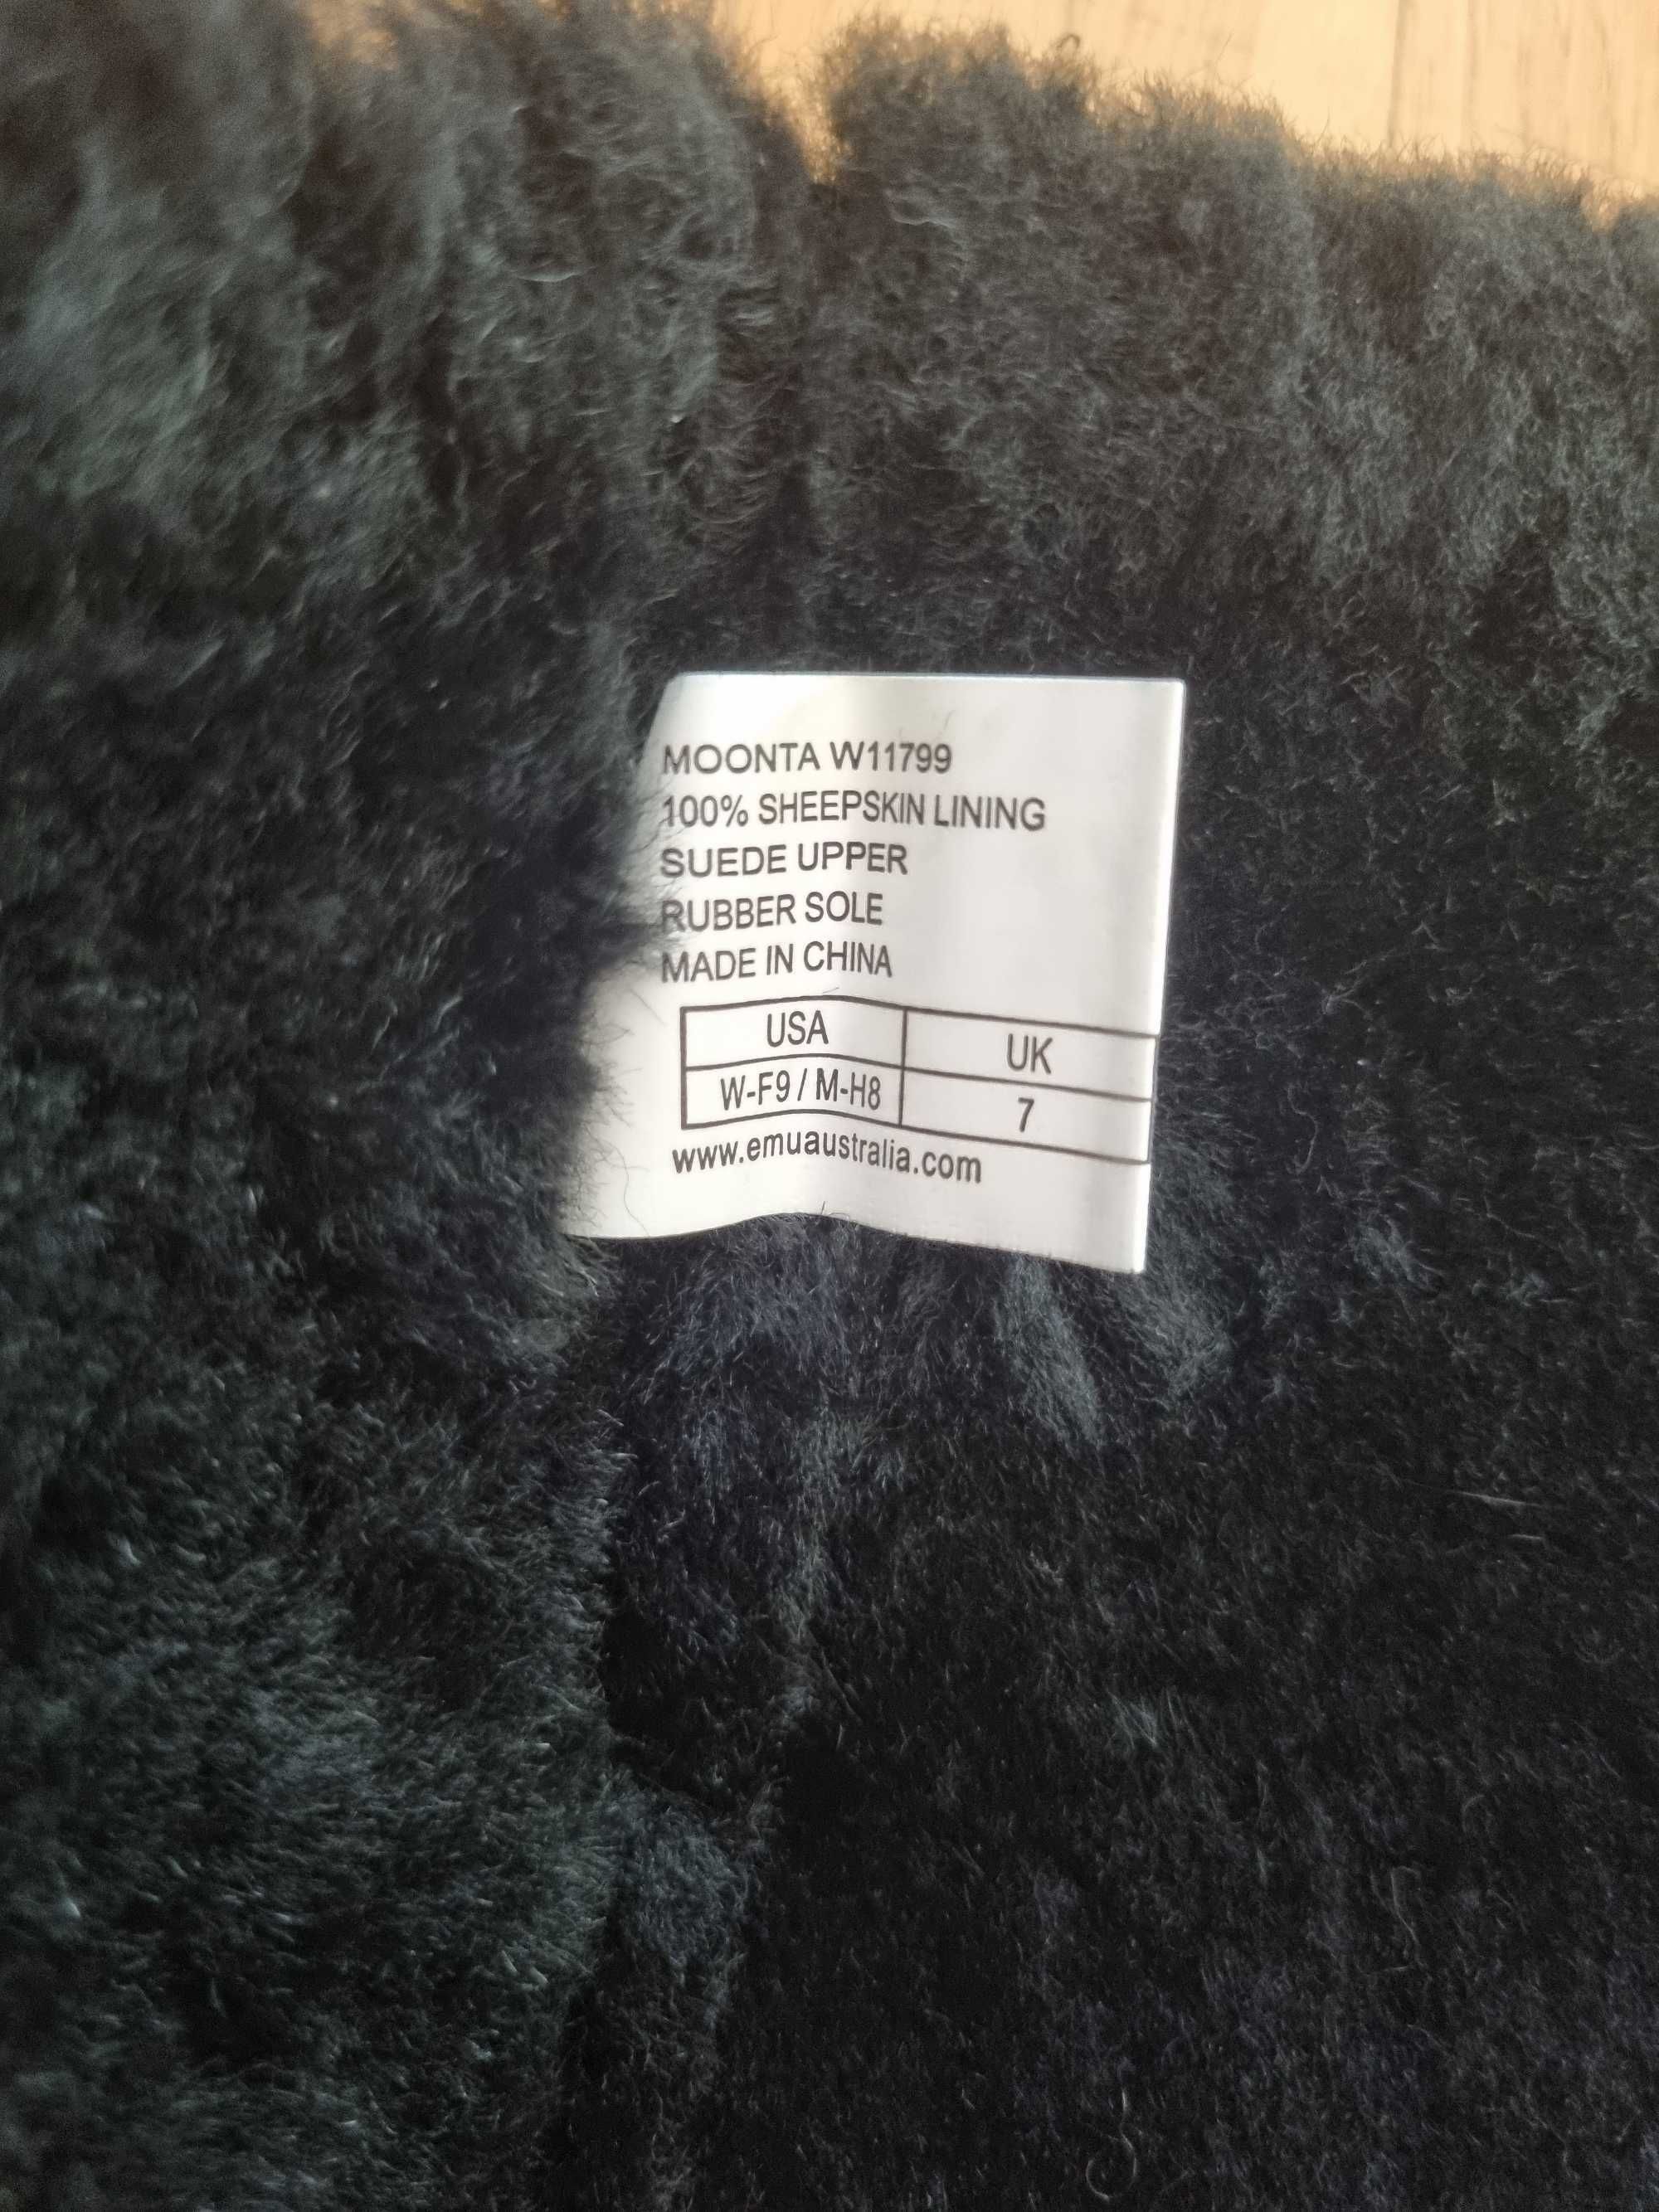 MOONTA W11799
100% SHEEPSKIN LINING
SUEDE UPPER
RUBBER SOLE
MADE IN CHINA
USA UK
W-F9 / M-H8 7
www.emuaustralia.com